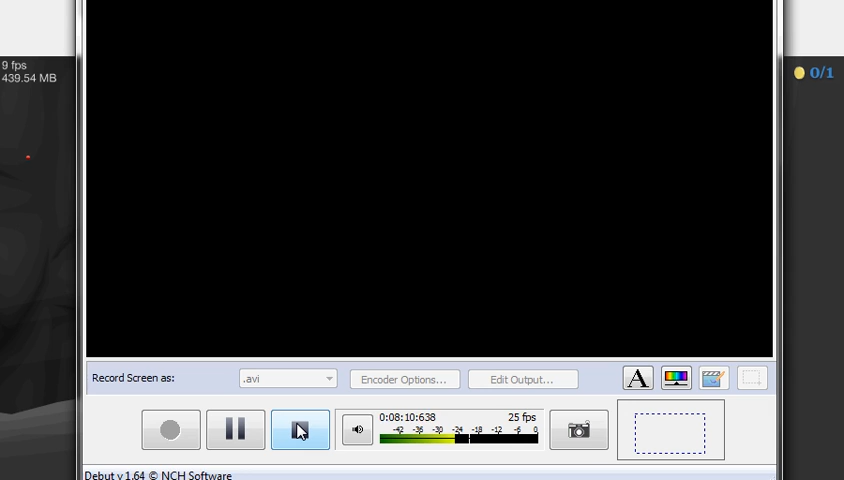 9 fps
439.54 MB
0/1
Record Screen as:
.avi
Encoder Options...
Edit Output...
A
0:08:10:638
25 fps
-42 -36 -30 -24 -18 -12 -6 0
Debut v 1.64 © NCH Software